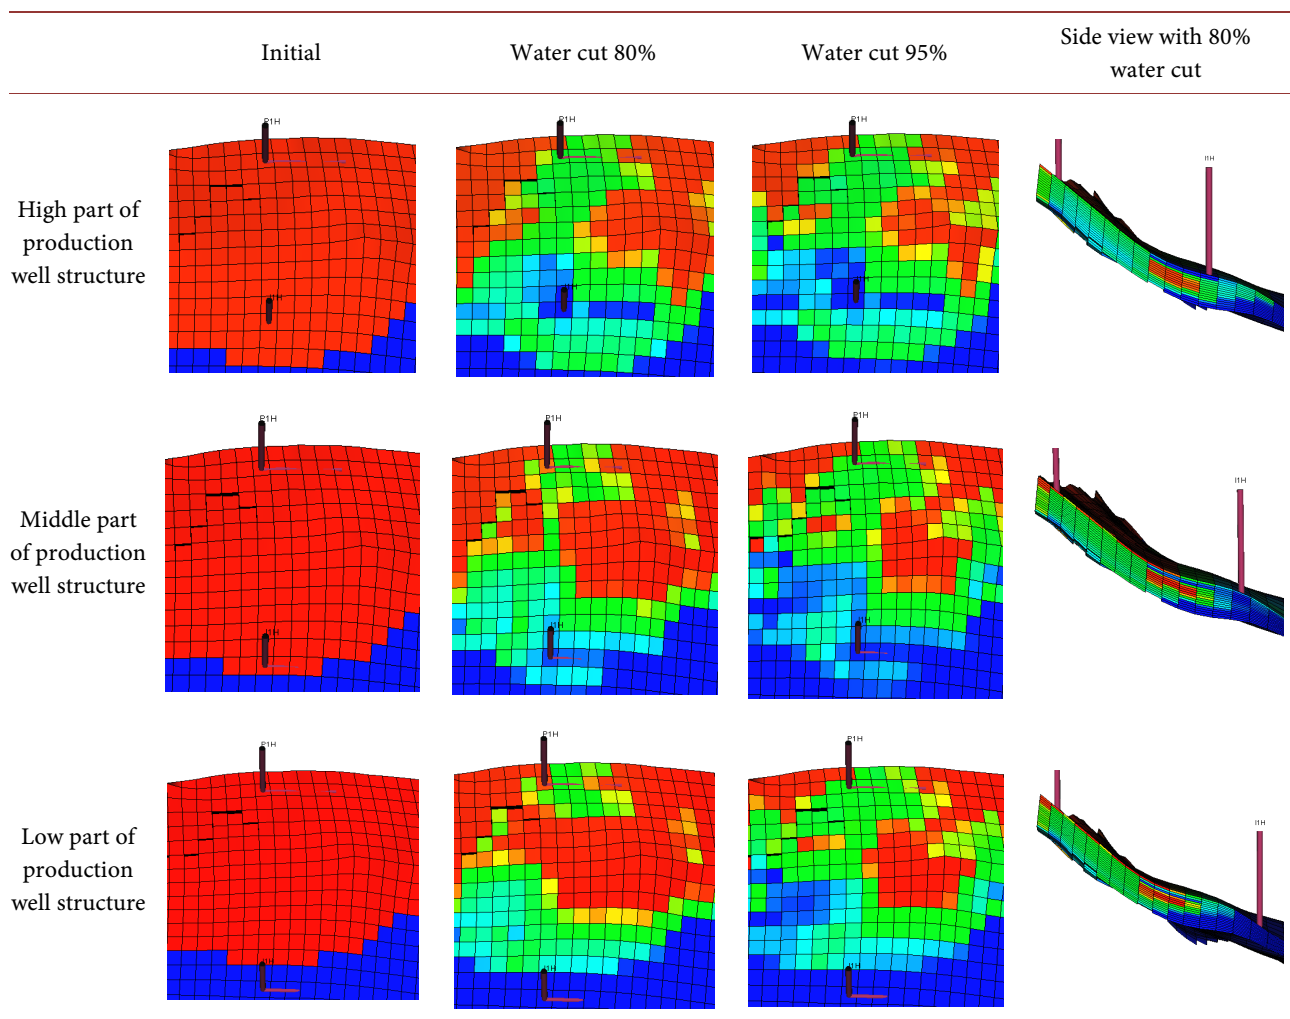 Initial
Water cut 80%
Water cut 95%
Side view with 80%
water cut
High part of
production
well structure
P1H
P1H
P1H
I1H
I1H
I1H
I1H
Middle part
of production
well structure
P1H
P1H
P1H
I1H
I1H
I1H
I1H
Low part of
production
well structure
P1H
P1H
P1H
I1H
I1H
I1H
I1H